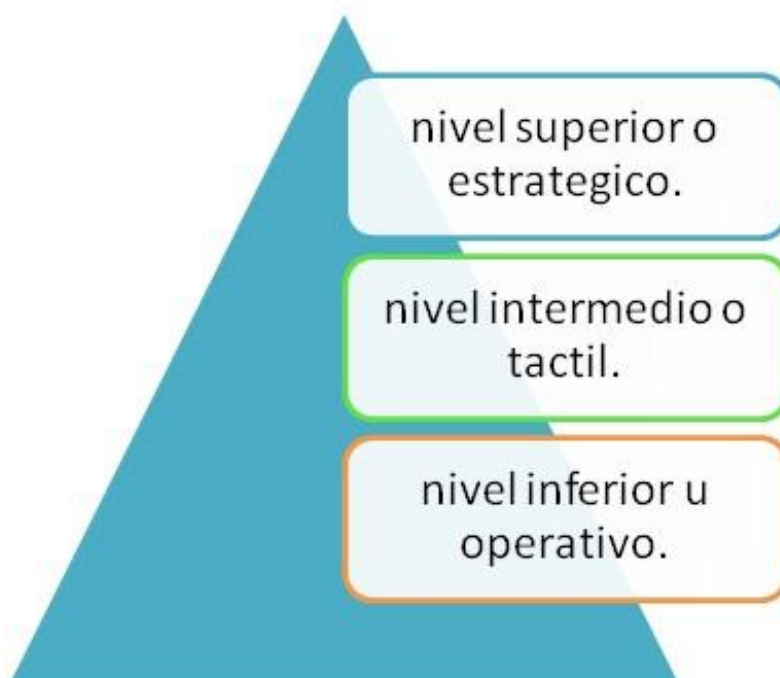 nivel superior o
estrategico.
nivel intermedio o
tactil.
nivel inferior u
operativo.